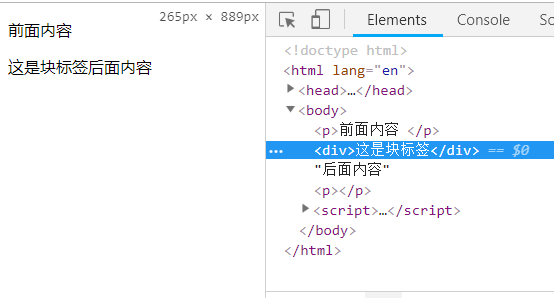 265px × 889px
前面内容
这是块标签后面内容
Elements Console S
<!doctype html>
<html lang="en">
<head>…</head>
<body>
<p>前面内容 </p>
<div>这是块标签</div> == $0
"后面内容"
<p></p>
<script>…</script>
</body>
</html>